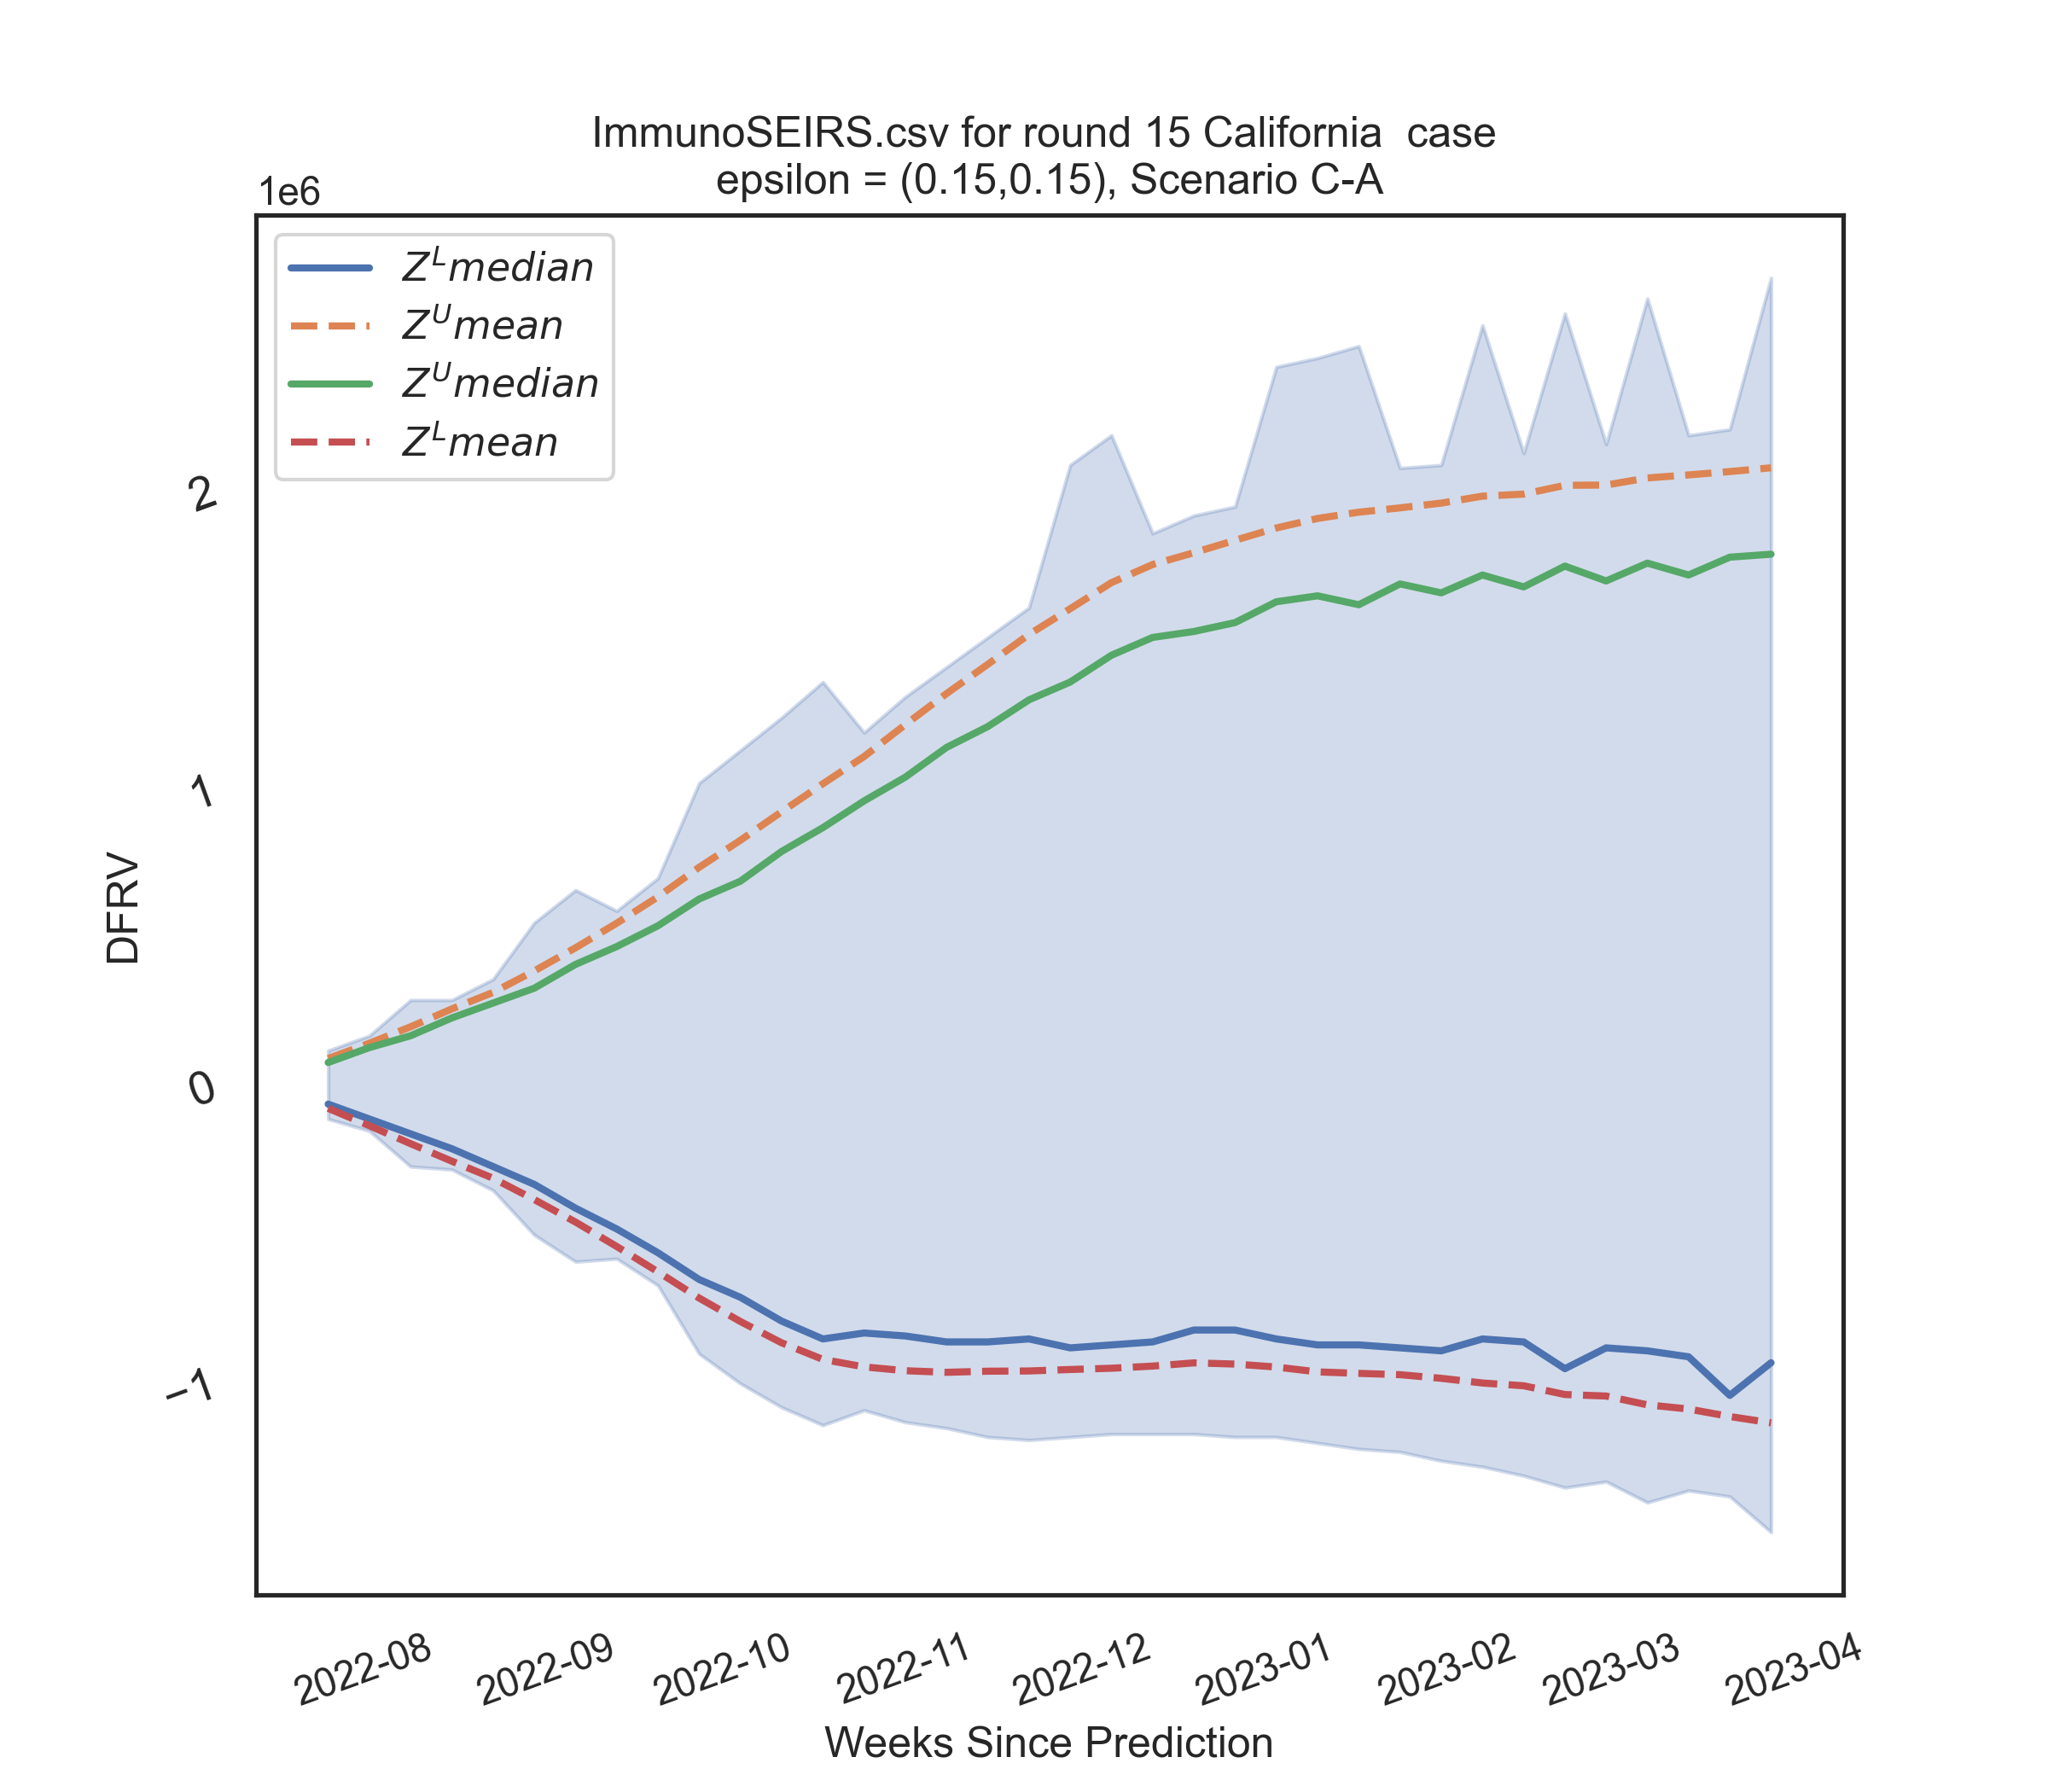 ImmunoSEIRS.csv for round 15 California  case
epsilon = (0.15,0.15), Scenario C-A
1e6
Z^L median
Z^U mean
Z^U median
Z^L mean
2
1
0
−1
DFRV
2022-08
2022-09
2022-10
2022-11
2022-12
2023-01
2023-02
2023-03
2023-04
Weeks Since Prediction